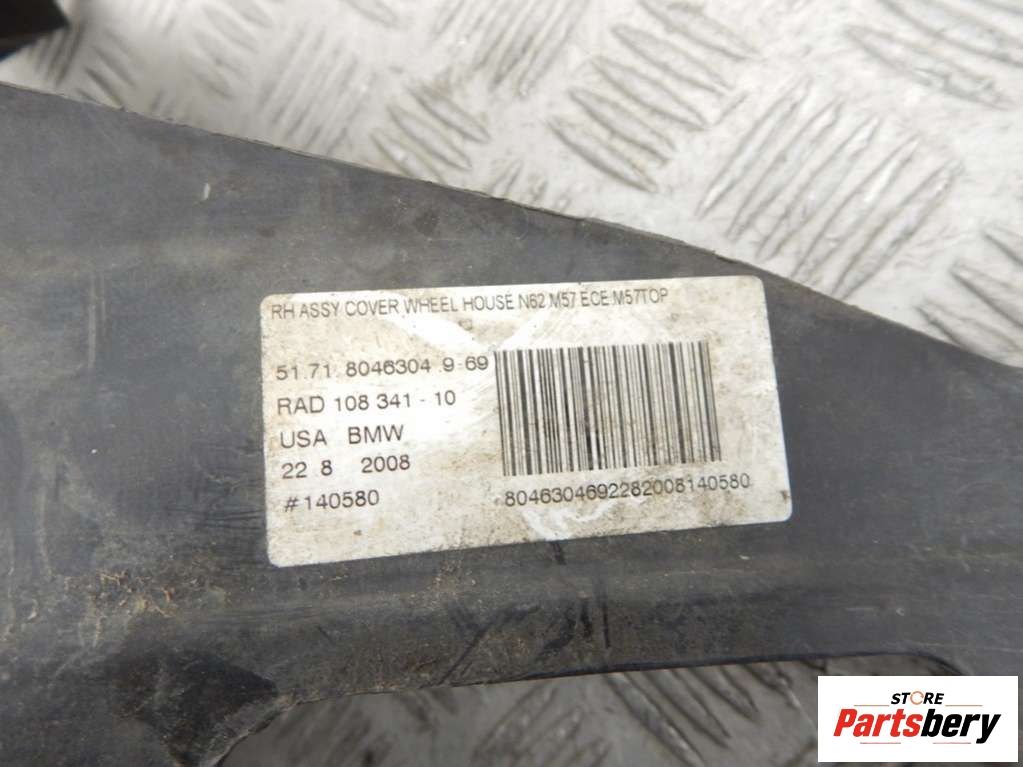 RH ASSY COVER WHEEL HOUSE N62 M57 ECE M57TOP
51.71 8046304 .9-69
RAD 108 341 - 10
USA BMW
22 8 2008
#140580
8046304692282008140580
STORE
Partsbery